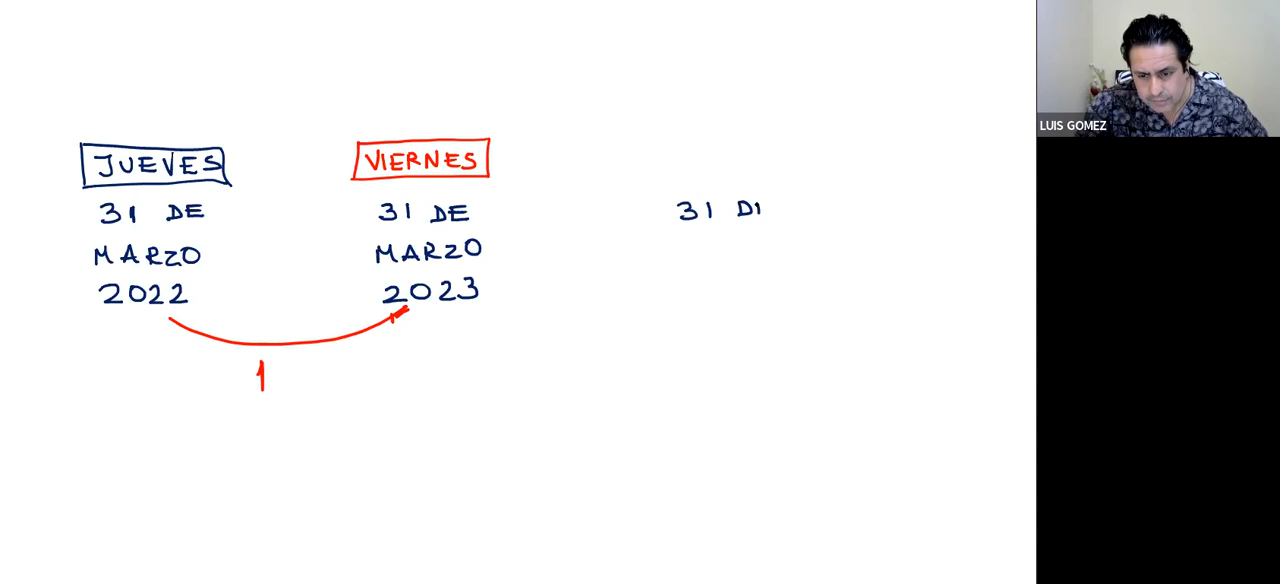 JUEVES
31 DE
MARZO
2022
VIERNES
31 DE
MARZO
2023
1
31 D
LUIS GOMEZ